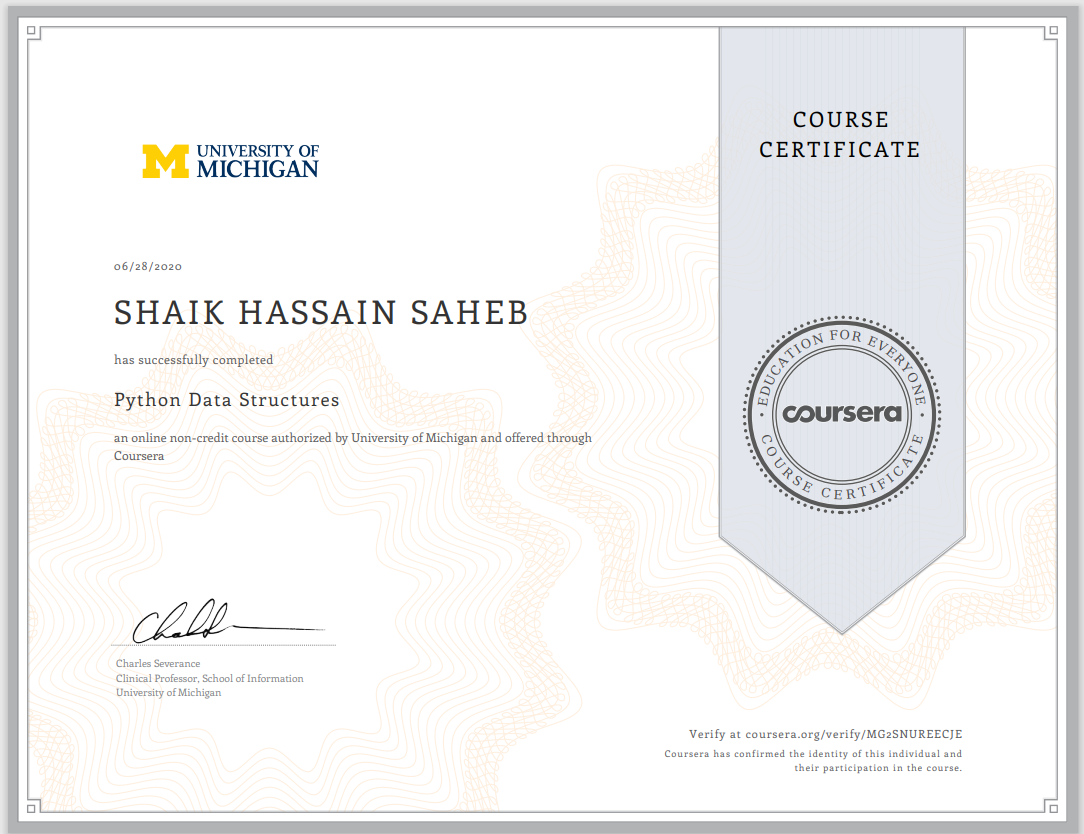 COURSE
CERTIFICATE
M UNIVERSITY OF
MICHIGAN
06/28/2020
SHAIK HASSAIN SAHEB
has successfully completed
Python Data Structures
an online non-credit course authorized by University of Michigan and offered through
Coursera
EDUCATION FOR EVERYONE
coursera
COURSE CERTIFICATE
Charles Severance
Clinical Professor, School of Information
University of Michigan
Verify at coursera.org/verify/MG2SNUREECJE
Coursera has confirmed the identity of this individual and
their participation in the course.